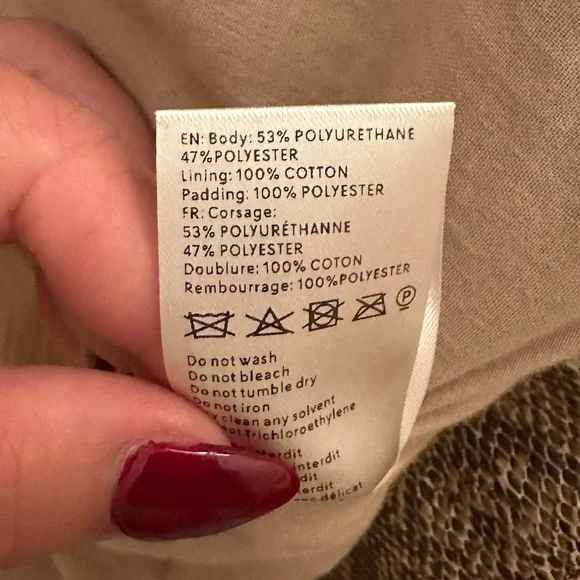 EN: Body: 53% POLYURETHANE
47%POLYESTER
Lining: 100% COTTON
Padding: 100% POLYESTER
FR: Corsage:
53% POLYURÉTHANNE
47% POLYESTER
Doublure: 100% COTON
Rembourrage: 100%POLYESTER
P
Do not wash
Do not bleach
Do not tumble dry
Do not iron
clean any solvent
Trichloroethylene
interdit